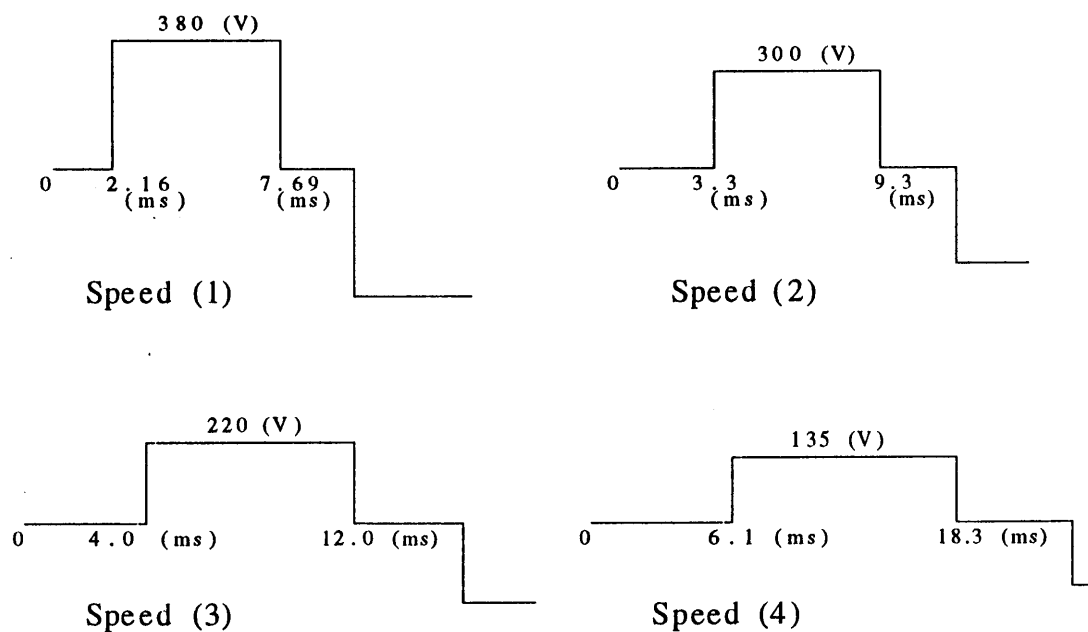 380 (V)
0 2.16 (ms) 7.69 (ms)
Speed (1)
300 (V)
0 3.3 (ms) 9.3 (ms)
Speed (2)
220 (V)
0 4.0 (ms) 12.0 (ms)
Speed (3)
135 (V)
0 6.1 (ms) 18.3 (ms)
Speed (4)